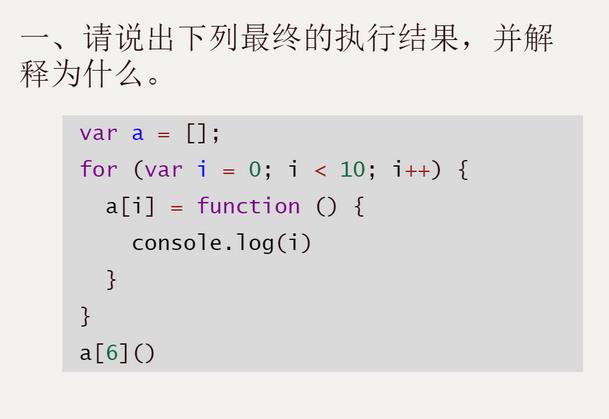 一、请说出下列最终的执行结果，并解
释为什么。
var a = [];
for (var i = 0; i < 10; i++) {
  a[i] = function () {
    console.log(i)
  }
}
a[6]()